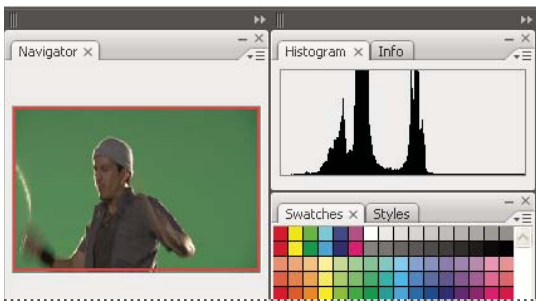 Navigator ×
Histogram × Info
Swatches × Styles